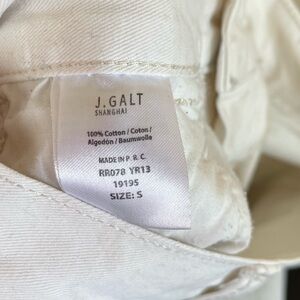 J.GALT
SHANGHAI
100% Cotton / Coton /
Algodón / Baumwolle
MADE IN P. R. C.
RR078 YR13
19195
SIZE: S